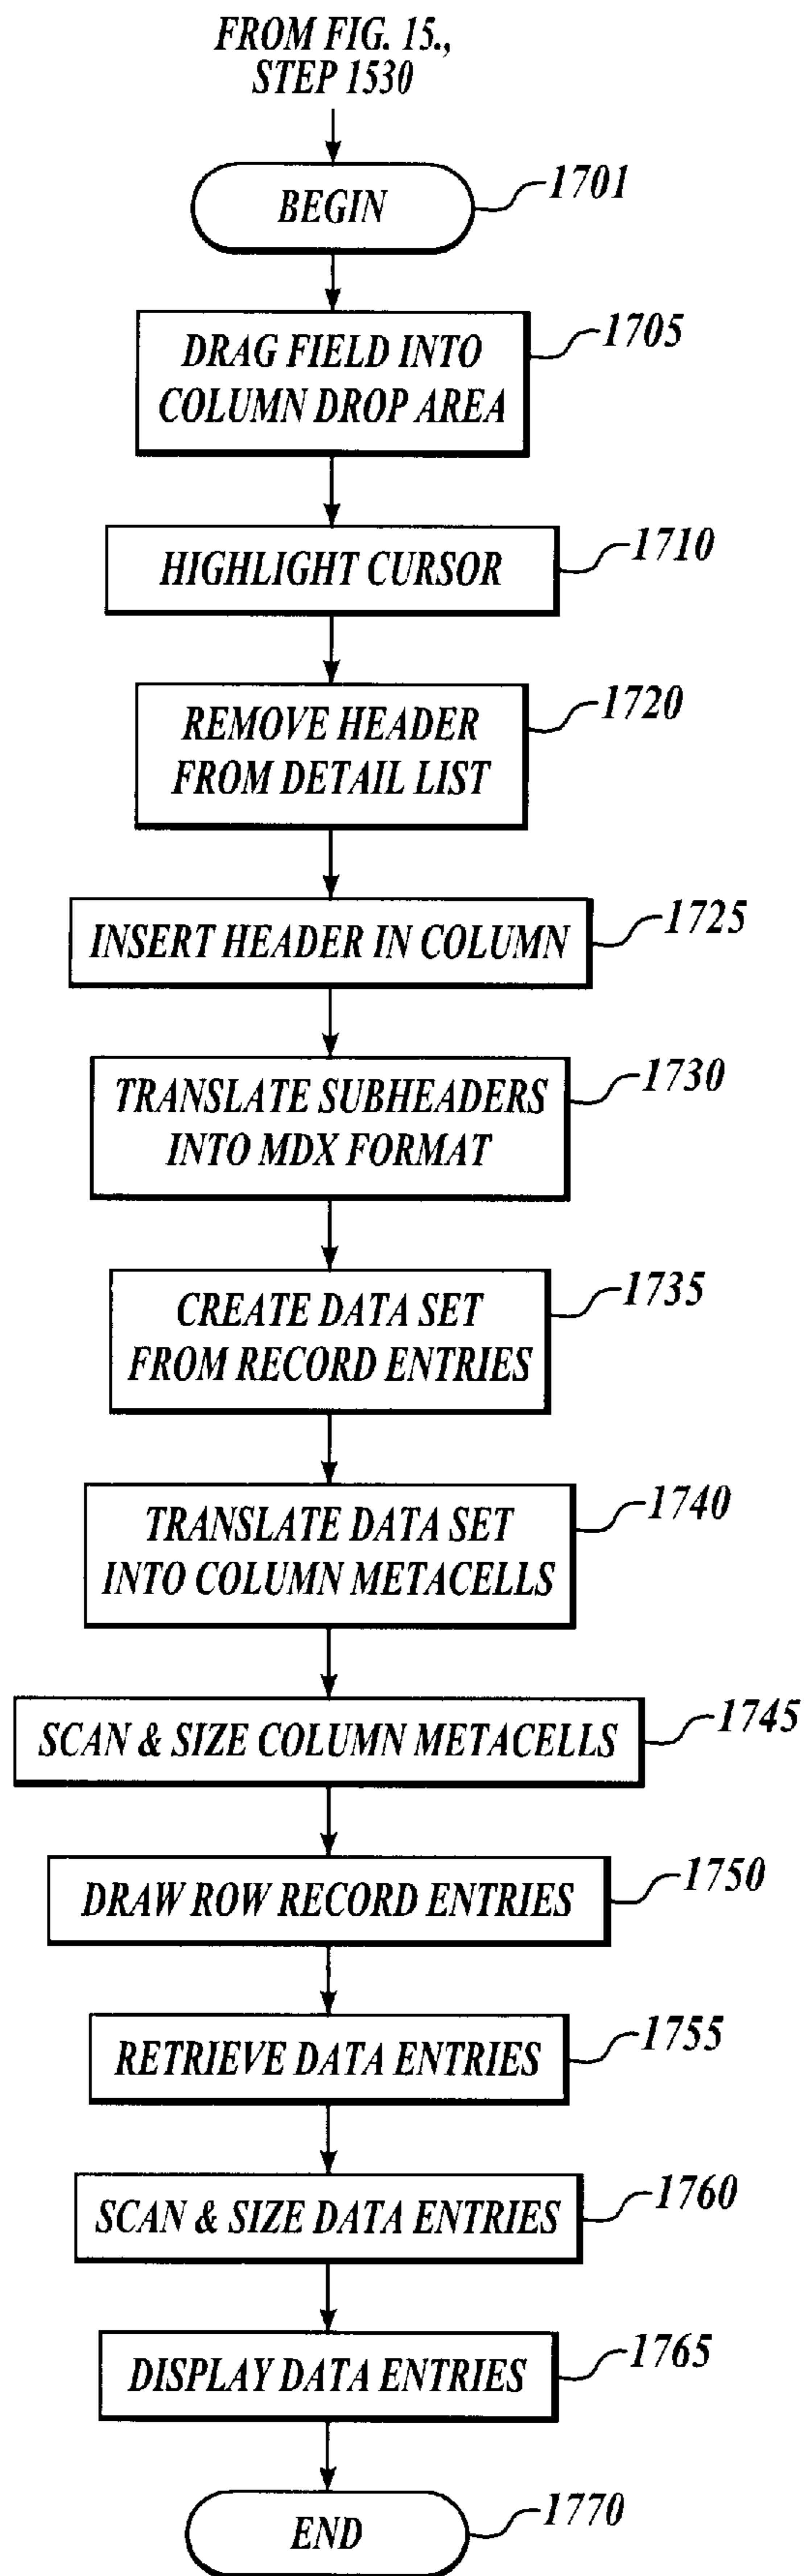 FROM FIG. 15.,
STEP 1530
BEGIN
1701
DRAG FIELD INTO
COLUMN DROP AREA
1705
HIGHLIGHT CURSOR
1710
REMOVE HEADER
FROM DETAIL LIST
1720
INSERT HEADER IN COLUMN
1725
TRANSLATE SUBHEADERS
INTO MDX FORMAT
1730
CREATE DATA SET
FROM RECORD ENTRIES
1735
TRANSLATE DATA SET
INTO COLUMN METACELLS
1740
SCAN & SIZE COLUMN METACELLS
1745
DRAW ROW RECORD ENTRIES
1750
RETRIEVE DATA ENTRIES
1755
SCAN & SIZE DATA ENTRIES
1760
DISPLAY DATA ENTRIES
1765
END
1770